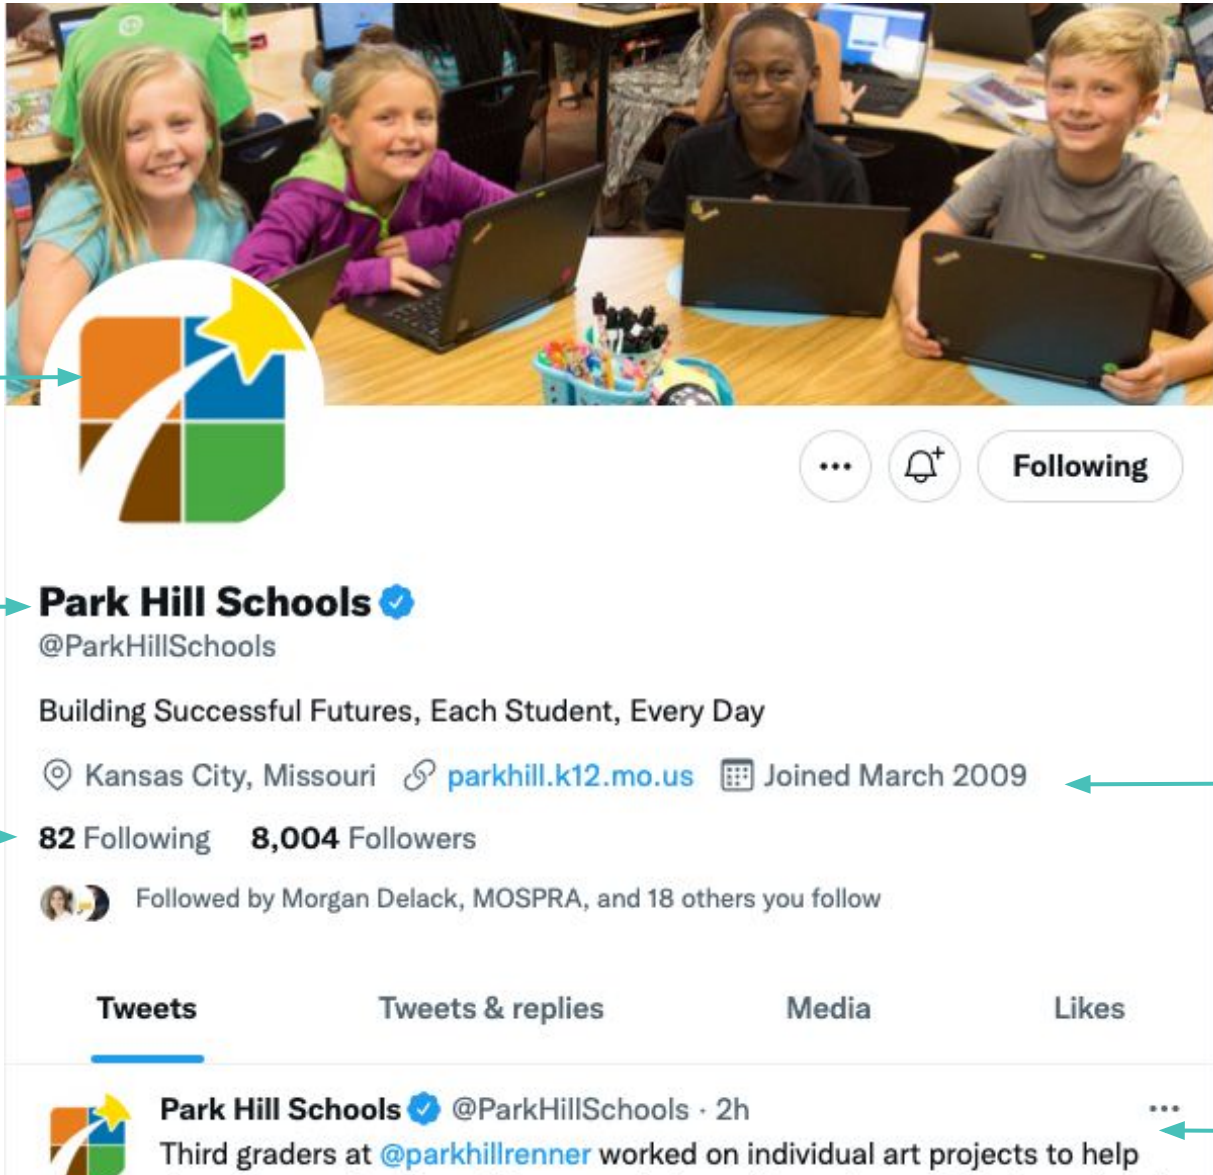 Following
Park Hill Schools
@ParkHillSchools
Building Successful Futures, Each Student, Every Day
Kansas City, Missouri parkhill.k12.mo.us Joined March 2009
82 Following 8,004 Followers
Followed by Morgan Delack, MOSPRA, and 18 others you follow
Tweets Tweets & replies Media Likes
Park Hill Schools @ParkHillSchools · 2h
Third graders at @parkhillrenner worked on individual art projects to help